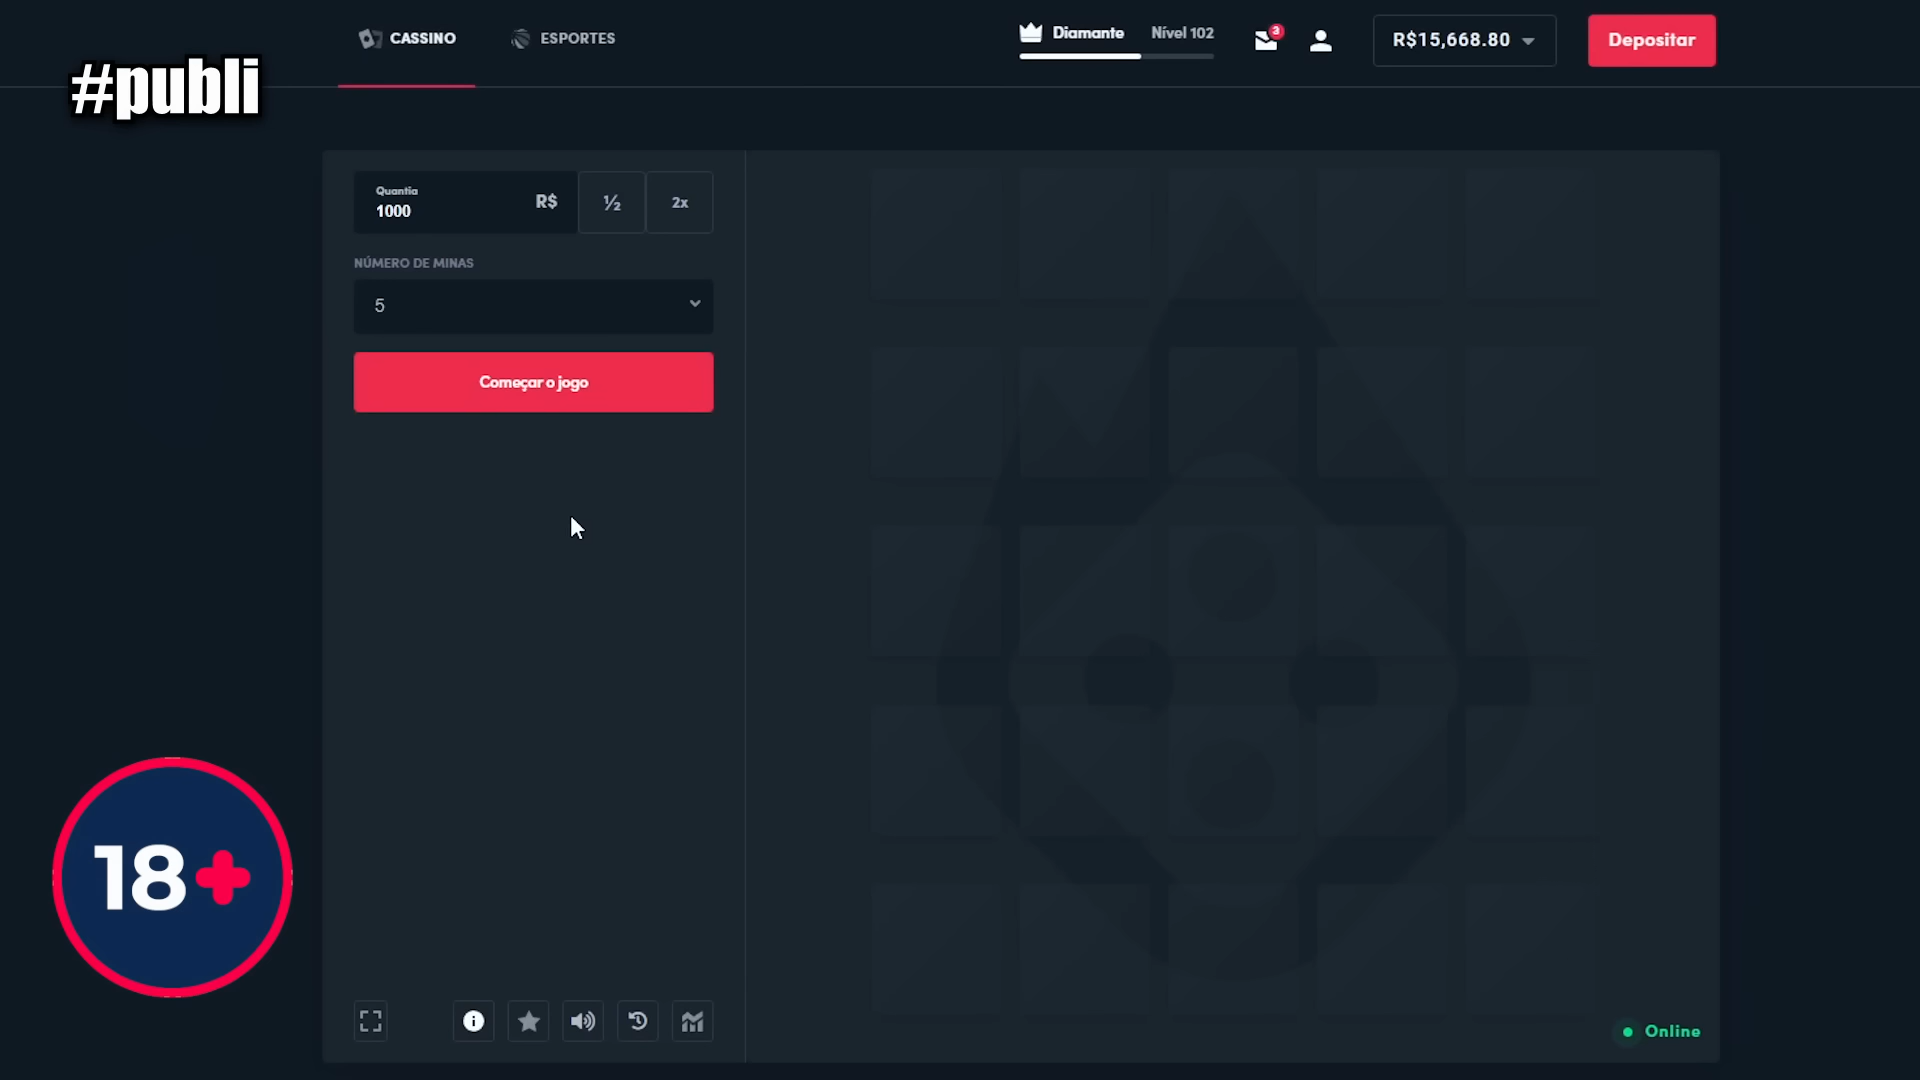 CASSINO
ESPORTES
Diamante
Nível 102
3
R$15,668.80
Depositar
#publi
Quantia
1000
R$
½
2x
NÚMERO DE MINAS
5
Começar o jogo
18+
Online